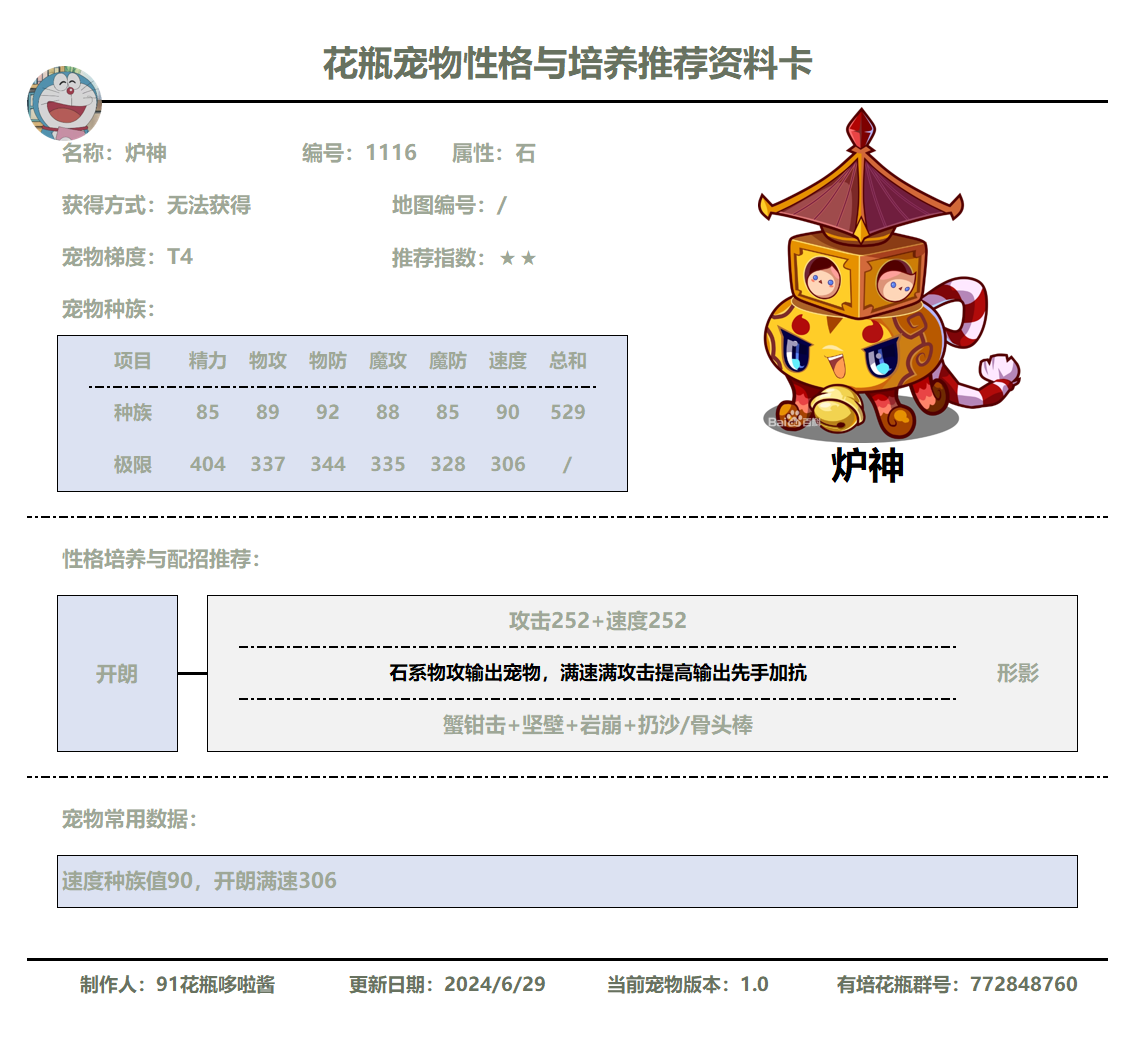 花瓶宠物性格与培养推荐资料卡
名称：炉神 编号：1116 属性：石
获得方式：无法获得 地图编号：/
宠物梯度：T4 推荐指数：★★
宠物种族：
项目 精力 物攻 物防 魔攻 魔防 速度 总和
种族 85 89 92 88 85 90 529
极限 404 337 344 335 328 306 /
Baidu百科
炉神
性格培养与配招推荐：
开朗
攻击252+速度252
石系物攻输出宠物，满速满攻击提高输出先手加抗
蟹钳击+坚壁+岩崩+扔沙/骨头棒
形影
宠物常用数据：
速度种族值90，开朗满速306
制作人：91花瓶哆啦酱 更新日期：2024/6/29 当前宠物版本：1.0 有培花瓶群号：772848760